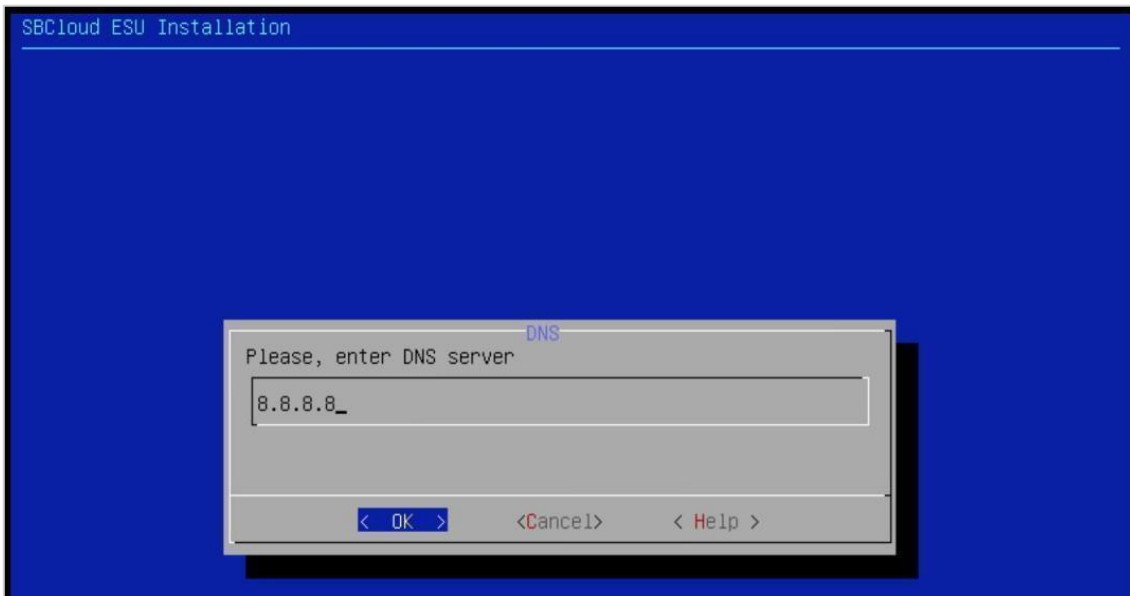 SBCloud ESU Installation
DNS
Please, enter DNS server
8.8.8.8_
< OK > <Cancel> < Help >